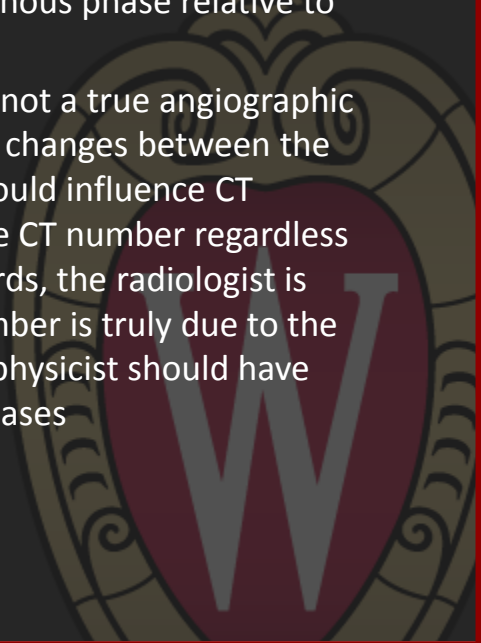 nous phase relative to
not a true angiographic
changes between the
ould influence CT
e CT number regardless
rds, the radiologist is
nber is truly due to the
physicist should have
ases
W